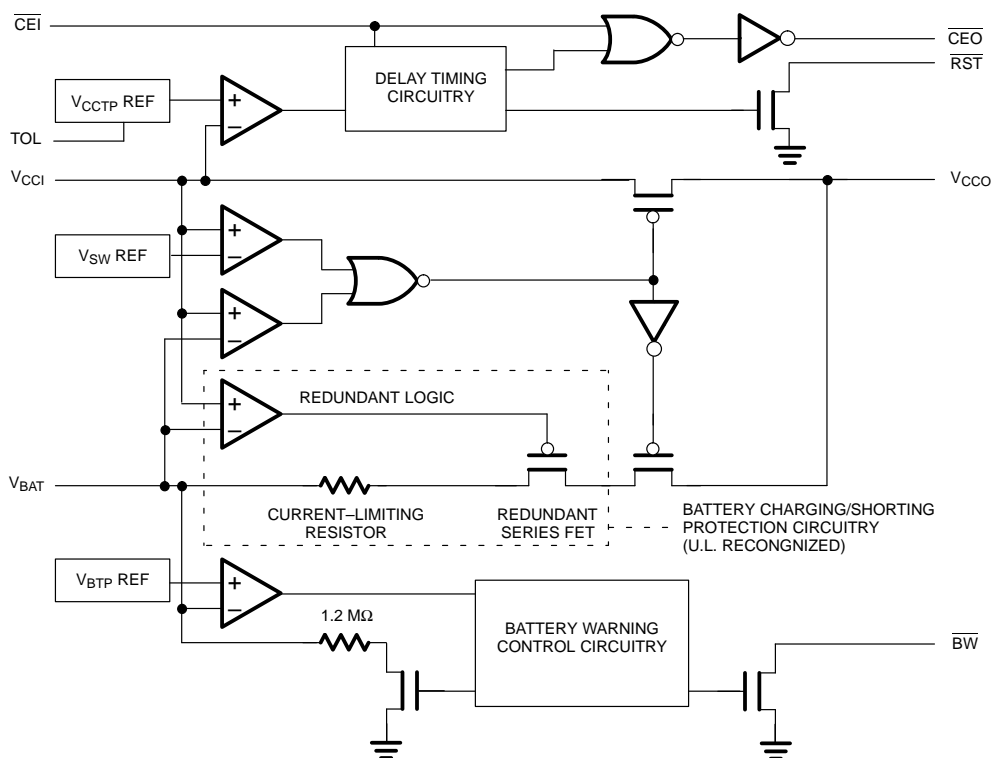 CEI
CEO
RST
DELAY TIMING
CIRCUITRY
VCCTP REF
+
−
TOL
VCCI
VCCO
+
−
VSW REF
+
−
REDUNDANT LOGIC
+
−
VBAT
CURRENT–LIMITING
RESISTOR
REDUNDANT
SERIES FET
BATTERY CHARGING/SHORTING
PROTECTION CIRCUITRY
(U.L. RECONGNIZED)
VBTP REF
+
−
1.2 MΩ
BATTERY WARNING
CONTROL CIRCUITRY
BW